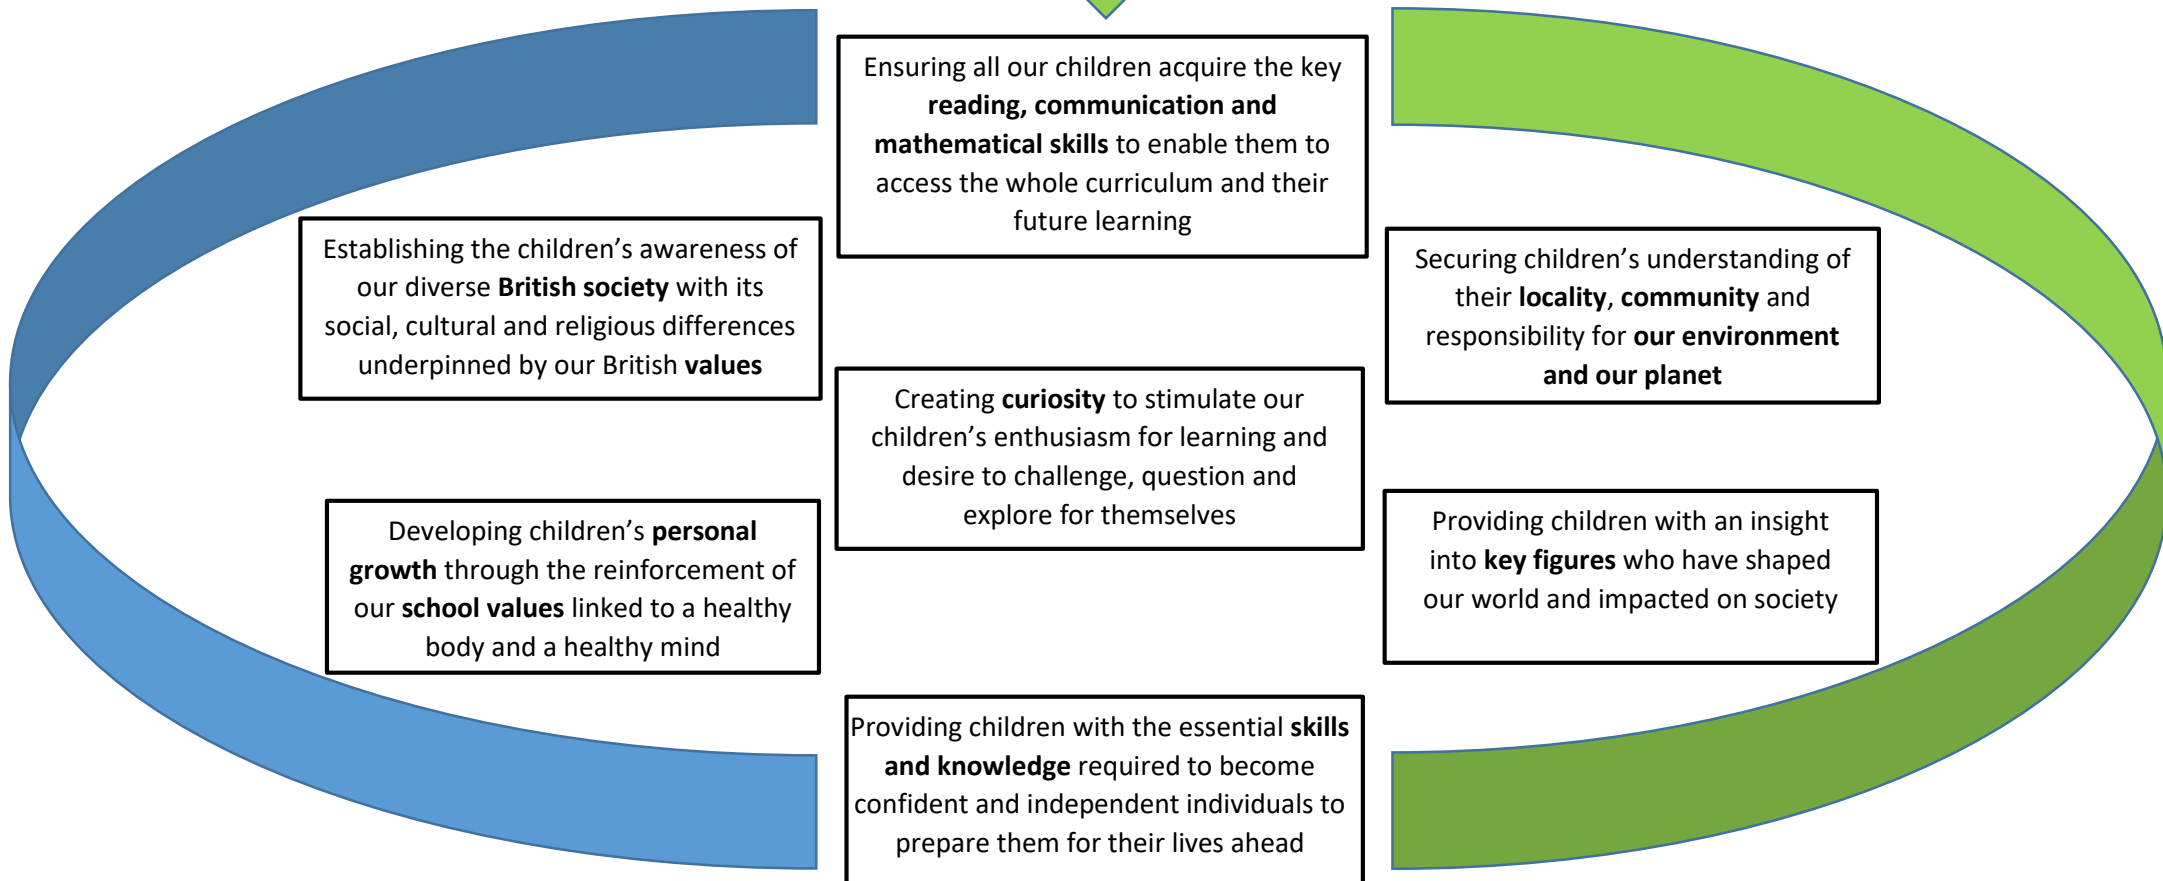 Ensuring all our children acquire the key
reading, communication and
mathematical skills to enable them to
access the whole curriculum and their
future learning
Establishing the children’s awareness of
our diverse British society with its
social, cultural and religious differences
underpinned by our British values
Securing children’s understanding of
their locality, community and
responsibility for our environment
and our planet
Creating curiosity to stimulate our
children’s enthusiasm for learning and
desire to challenge, question and
explore for themselves
Developing children’s personal
growth through the reinforcement of
our school values linked to a healthy
body and a healthy mind
Providing children with an insight
into key figures who have shaped
our world and impacted on society
Providing children with the essential skills
and knowledge required to become
confident and independent individuals to
prepare them for their lives ahead